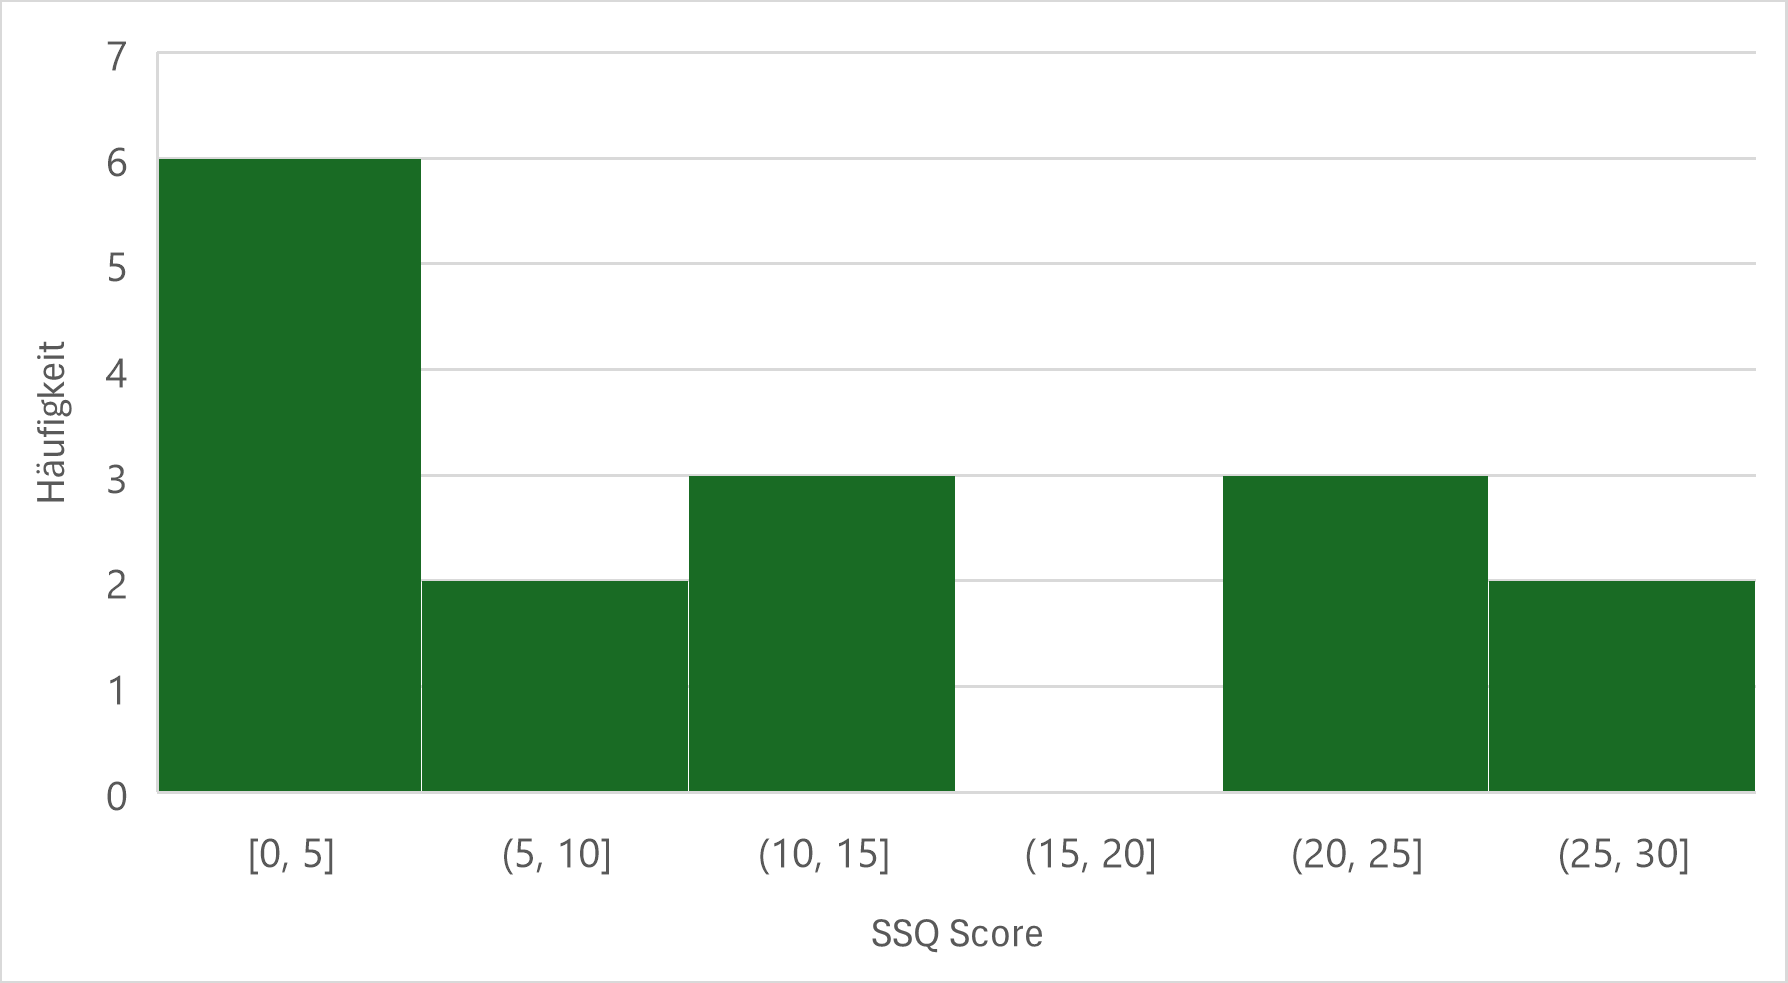 7
6
5
4
3
2
1
0
Häufigkeit
[0, 5] (5, 10] (10, 15] (15, 20] (20, 25] (25, 30]
SSQ Score